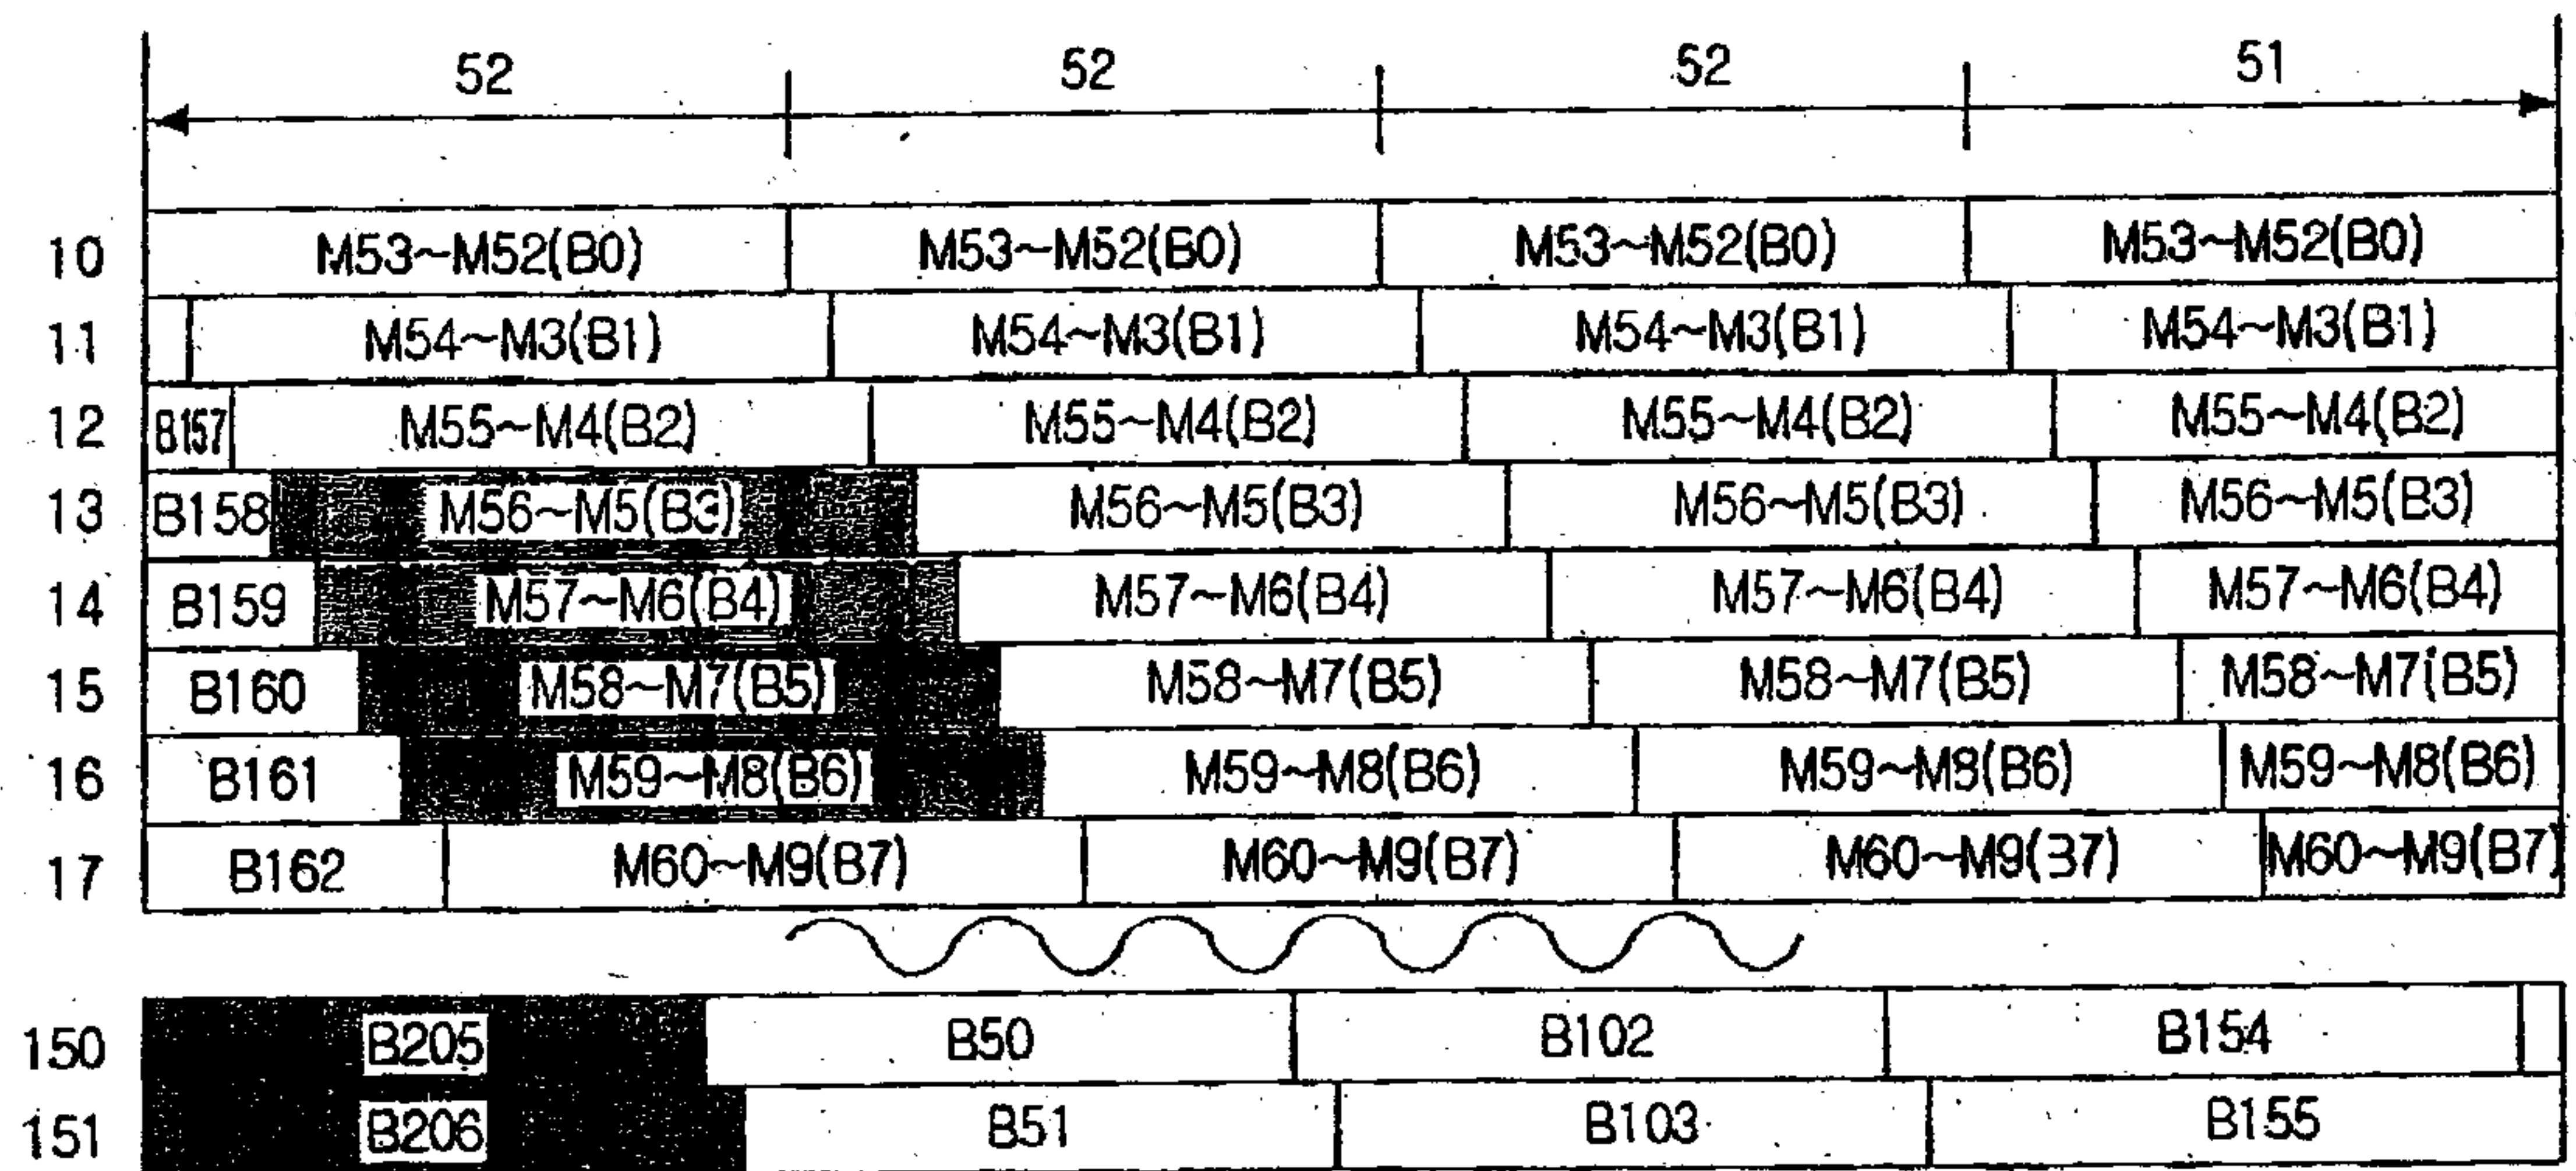 52 52 52 51
10 M53~M52(B0) M53~M52(B0) M53~M52(B0) M53~M52(B0)
11 M54~M3(B1) M54~M3(B1) M54~M3(B1) M54~M3(B1)
12 B157 M55~M4(B2) M55~M4(B2) M55~M4(B2) M55~M4(B2)
13 B158 M56~M5(B3) M56~M5(B3) M56~M5(B3) M56~M5(B3)
14 B159 M57~M6(B4) M57~M6(B4) M57~M6(B4) M57~M6(B4)
15 B160 M58~M7(B5) M58~M7(B5) M58~M7(B5) M58~M7(B5)
16 B161 M59~M8(B6) M59~M8(B6) M59~M8(B6) M59~M8(B6)
17 B162 M60~M9(B7) M60~M9(B7) M60~M9(B7) M60~M9(B7)
150 B205 B50 B102 B154
151 B206 B51 B103 B155